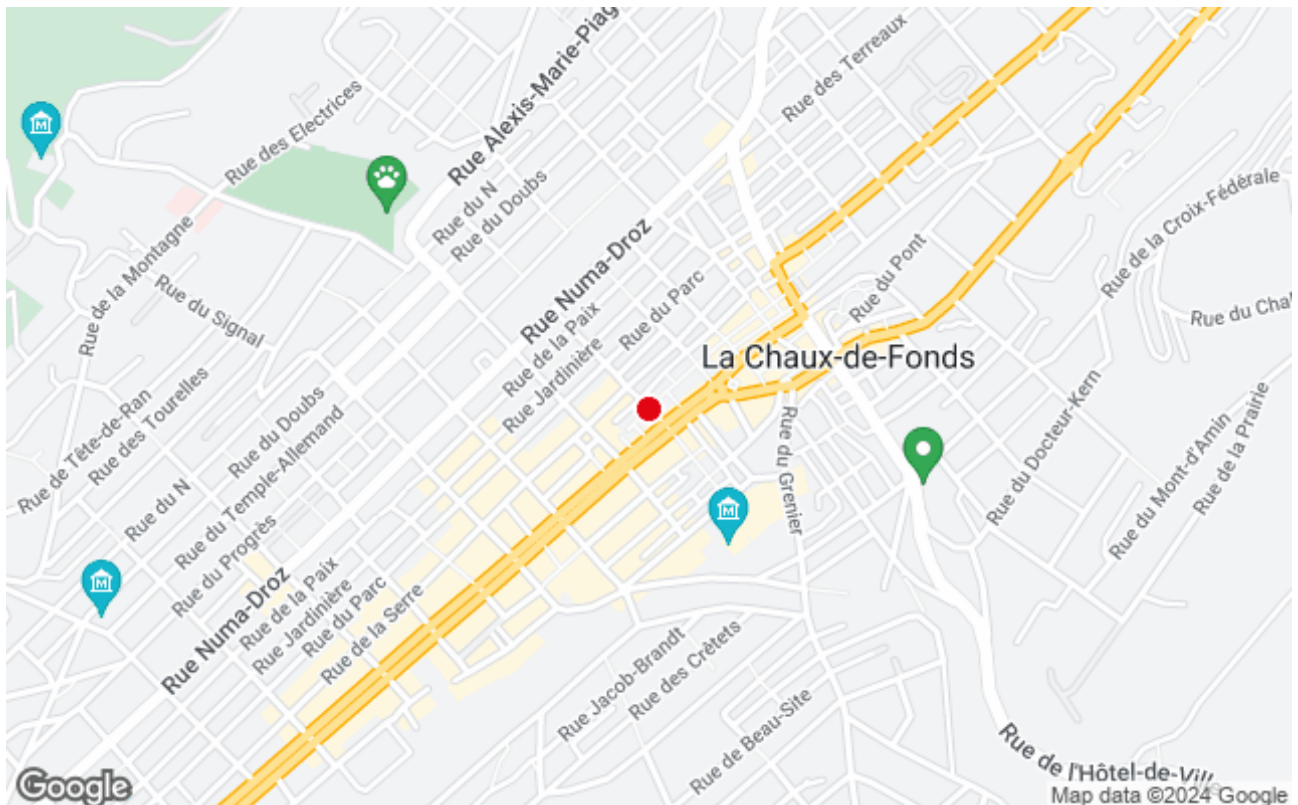 Rue Alexis-Marie-Piag
Rue des Terreaux
Rue des Electrices
Rue du N
Rue du Doubs
Rue de la Croix-Fédérale
Rue de la Montagne
Rue du Signal
Rue Numa-Droz
Rue du Parc
Rue du Pont
Rue de la Paix
Rue Jardinière
Rue du Chal
La Chaux-de-Fonds
Rue de Tête-de-Ran
Rue des Tourelles
Rue du Doubs
Rue du Temple-Allemand
Rue du N
Rue du Progrès
Rue du Grenier
Rue du Docteur-Kern
Rue du Mont-d'Amin
Rue de la Prairie
Rue Numa-Droz
Rue de la Paix
Rue Jardinière
Rue du Parc
Rue de la Serre
Rue Jacob-Brandt
Rue des Crêtets
Rue de Beau-Site
Rue de l'Hôtel-de-Ville
Google
Map data ©2024 Google